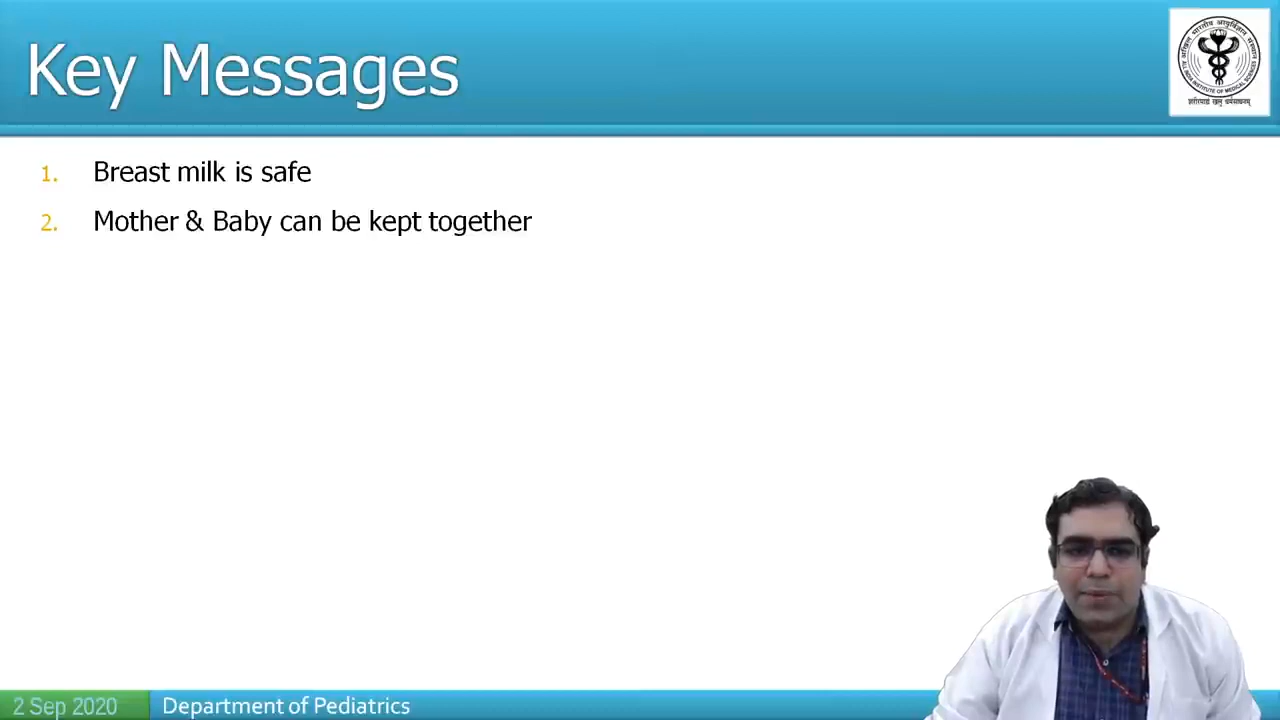 Key Messages
1. Breast milk is safe
2. Mother & Baby can be kept together
2 Sep 2020
Department of Pediatrics